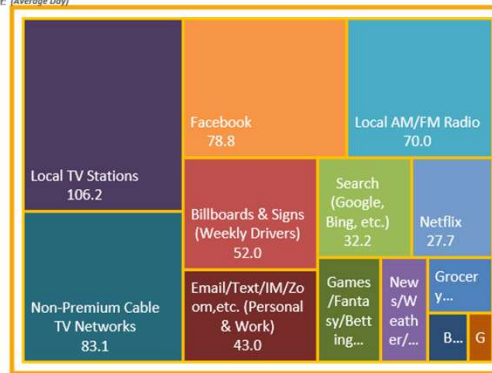 (Average Day)
Local TV Stations
106.2
Facebook
78.8
Local AM/FM Radio
70.0
Non-Premium Cable
TV Networks
83.1
Billboards & Signs
(Weekly Drivers)
52.0
Email/Text/IM/Zo
om,etc. (Personal
& Work)
43.0
Search
(Google,
Bing, etc.)
32.2
Netflix
27.7
Games
/Fanta
sy/Bett
ing...
New
s/W
eath
er/...
Grocer
y...
B...
G